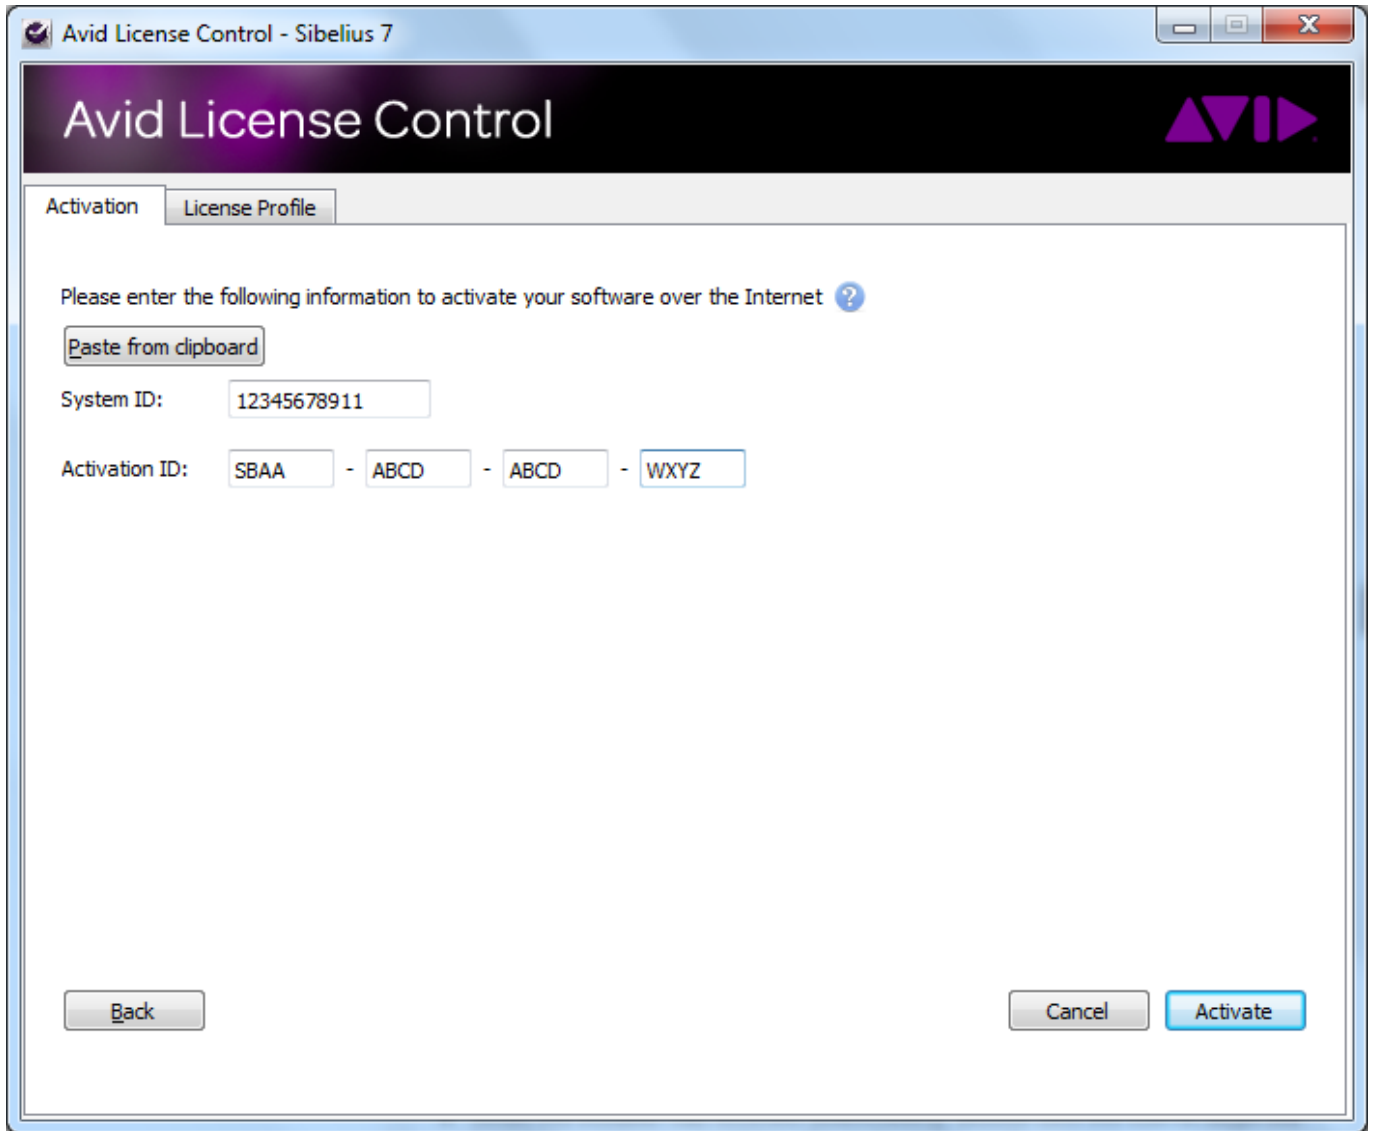 Avid License Control - Sibelius 7
Avid License Control
AVID
Activation License Profile
Please enter the following information to activate your software over the Internet ?
Paste from clipboard
System ID: 12345678911
Activation ID: SBAA - ABCD - ABCD - WXYZ
Back Cancel Activate